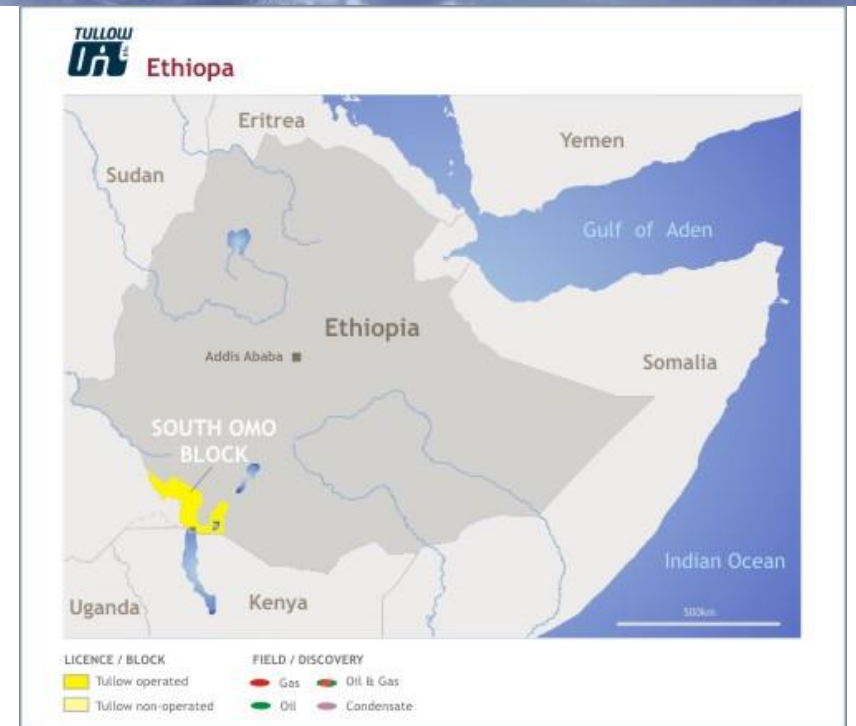 TULLOW
Oil
Ethiopa
Eritrea
Yemen
Sudan
Gulf of Aden
Ethiopia
Addis Ababa
Somalia
SOUTH OMO
BLOCK
Indian Ocean
Uganda
Kenya
500km
LICENCE / BLOCK
FIELD / DISCOVERY
Tullow operated
Gas
Oil & Gas
Tullow non-operated
Oil
Condensate